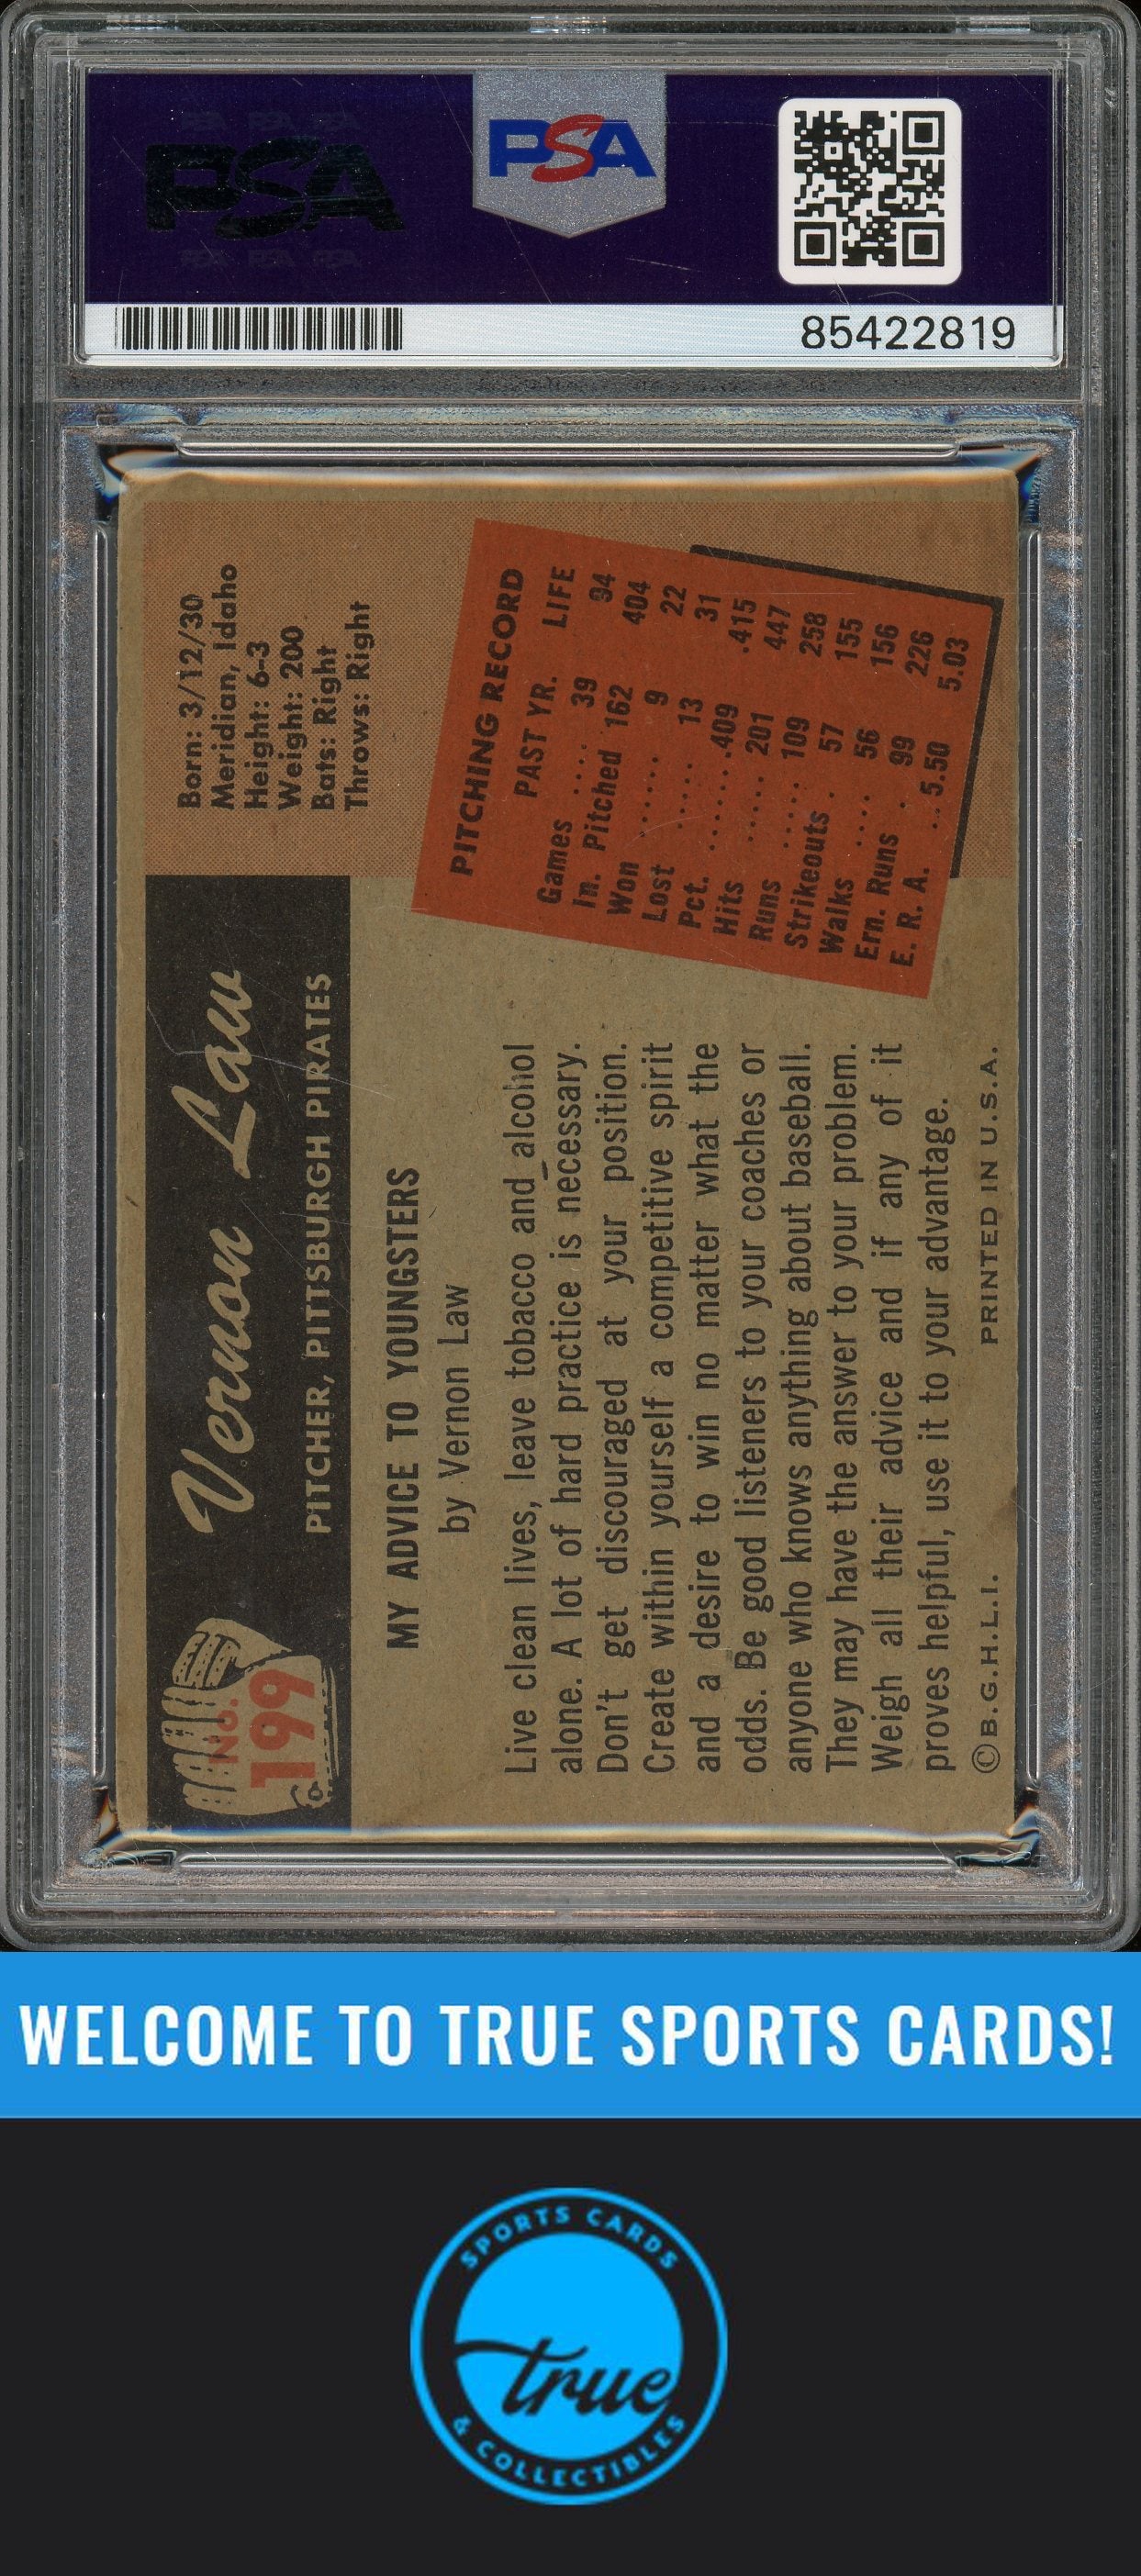 PSA
PSA
85422819
No.
199
Vernon Law
PITCHER, PITTSBURGH PIRATES
Born: 3/12/30
Meridian, Idaho
Height: 6-3
Weight: 200
Bats: Right
Throws: Right
MY ADVICE TO YOUNGSTERS
by Vernon Law
Live clean lives, leave tobacco and alcohol
alone. A lot of hard practice is necessary.
Don't get discouraged at your position.
Create within yourself a competitive spirit
and a desire to win no matter what the
odds. Be good listeners to your coaches or
anyone who knows anything about baseball.
They may have the answer to your problem.
Weigh all their advice and if any of it
proves helpful, use it to your advantage.
©B.G.H.L.I. PRINTED IN U.S.A.
PITCHING RECORD
PAST YR. LIFE
Games ..... 39 94
In. Pitched 162 404
Won ...... 9 22
Lost ..... 13 31
Pct. ....... .409 .415
Hits ..... 201 447
Runs ..... 109 258
Strikeouts . 57 155
Walks .... 56 156
Ern. Runs . 99 226
E. R. A. .. 5.50 5.03
WELCOME TO TRUE SPORTS CARDS!
SPORTS CARDS
true
& COLLECTIBLES